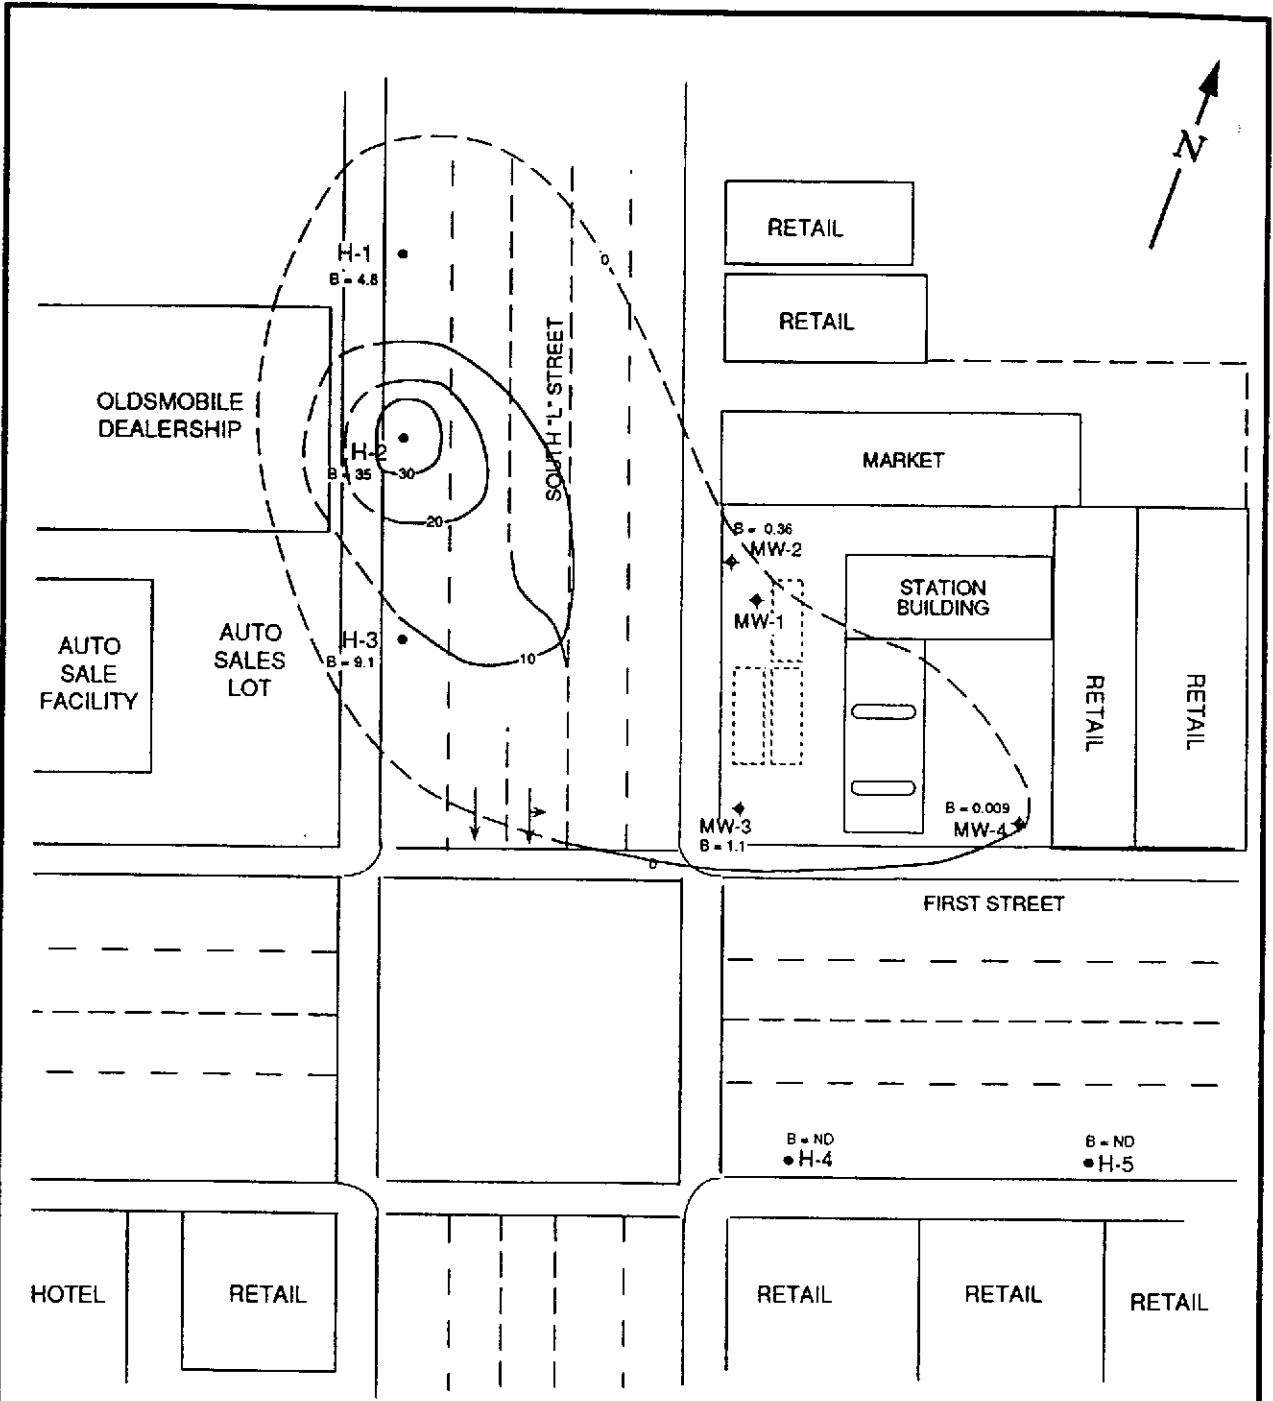 N
RETAIL
0
H-1
B = 4.8
RETAIL
SOUTH "L" STREET
OLDSMOBILE
DEALERSHIP
H-2
B = 35
30
20
MARKET
B = 0.36
MW-2
STATION
BUILDING
MW-1
AUTO
SALE
FACILITY
AUTO
SALES
LOT
H-3
B = 9.1
10
RETAIL
RETAIL
MW-3
B = 1.1
B = 0.009
MW-4
0
FIRST STREET
B = ND
H-4
B = ND
H-5
HOTEL
RETAIL
RETAIL
RETAIL
RETAIL